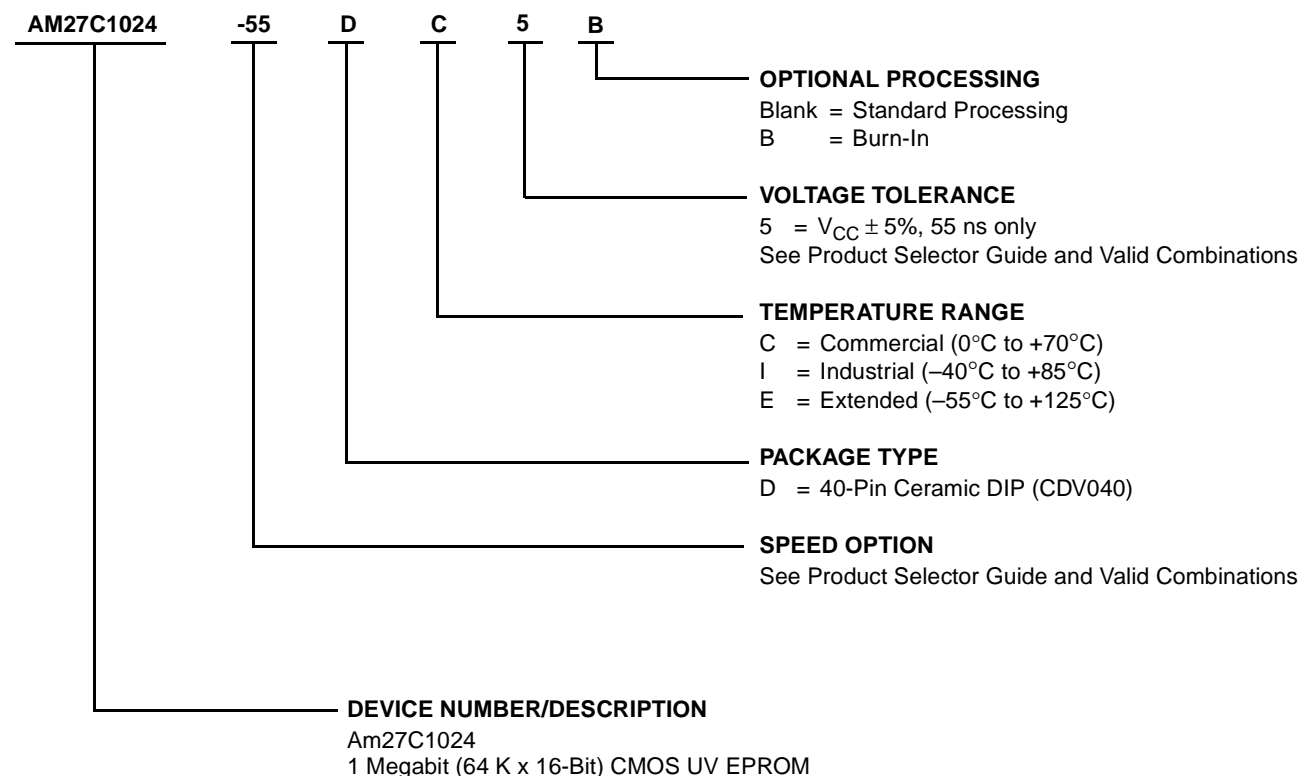 AM27C1024 -55 D C 5 B
OPTIONAL PROCESSING
Blank = Standard Processing
B = Burn-In
VOLTAGE TOLERANCE
5 = VCC ± 5%, 55 ns only
See Product Selector Guide and Valid Combinations
TEMPERATURE RANGE
C = Commercial (0°C to +70°C)
I = Industrial (–40°C to +85°C)
E = Extended (–55°C to +125°C)
PACKAGE TYPE
D = 40-Pin Ceramic DIP (CDV040)
SPEED OPTION
See Product Selector Guide and Valid Combinations
DEVICE NUMBER/DESCRIPTION
Am27C1024
1 Megabit (64 K x 16-Bit) CMOS UV EPROM